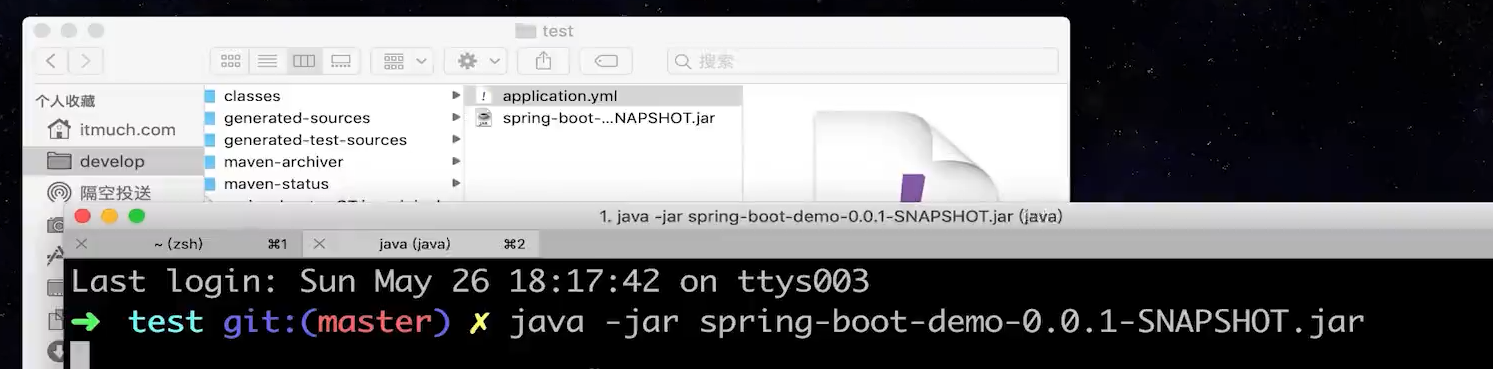 test
搜索
个人收藏
itmuch.com
develop
隔空投送
classes
generated-sources
generated-test-sources
maven-archiver
maven-status
application.yml
spring-boot-...NAPSHOT.jar
1. java -jar spring-boot-demo-0.0.1-SNAPSHOT.jar (java)
~ (zsh) ⌘1 java (java) ⌘2
Last login: Sun May 26 18:17:42 on ttys003
➜ test git:(master) ✗ java -jar spring-boot-demo-0.0.1-SNAPSHOT.jar